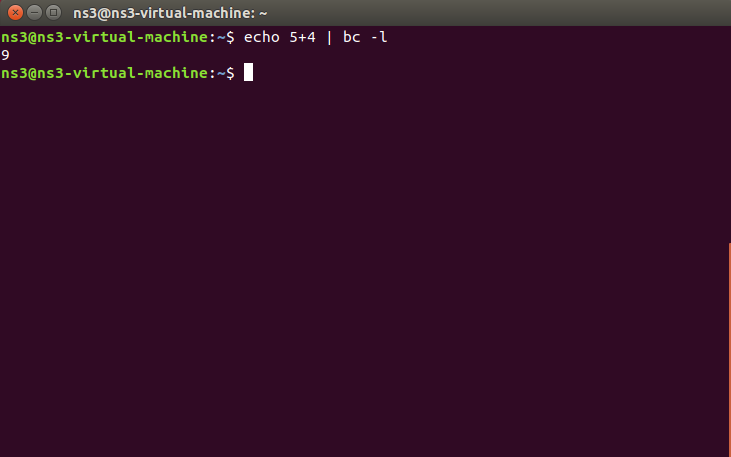 ns3@ns3-virtual-machine: ~
ns3@ns3-virtual-machine:~$ echo 5+4 | bc -l
9
ns3@ns3-virtual-machine:~$